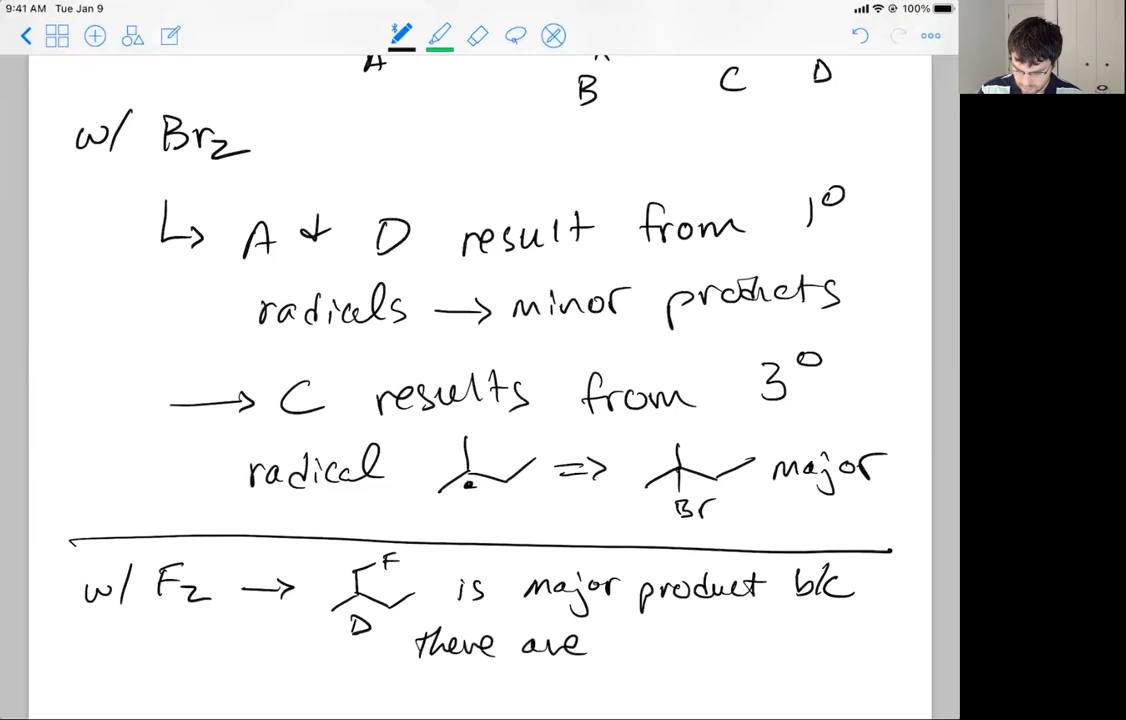 9:41 AM Tue Jan 9
100%
A
B
C
D
w/ Br2
↳ A + D result from 1°
radicals → minor products
→ C results from 3°
radical ⇒ major
Br
w/ F2 → F is major product b/c
D
there are